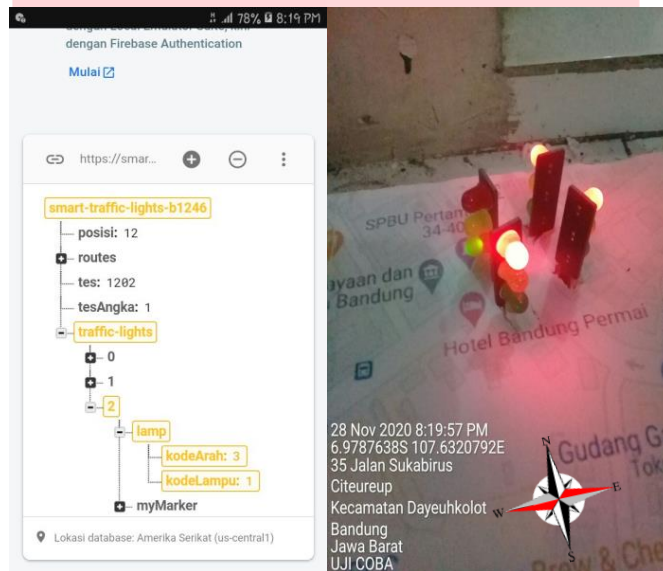 78% 8:19 PM
dengan Firebase Authentication
Mulai
https://smar...
smart-traffic-lights-b1246
posisi: 12
routes
tes: 1202
tesAngka: 1
traffic-lights
0
1
2
lamp
kodeArah: 3
kodeLampu: 1
myMarker
Lokasi database: Amerika Serikat (us-central1)
SPBU Pertam
34-40
ayaan dan
Bandung
Hotel Bandung Permai
Gudang G
Tok
28 Nov 2020 8:19:57 PM
6.9787638S 107.6320792E
35 Jalan Sukabirus
Citeureup
Kecamatan Dayeuhkolot
Bandung
Jawa Barat
UJI COBA
N
W
E
S